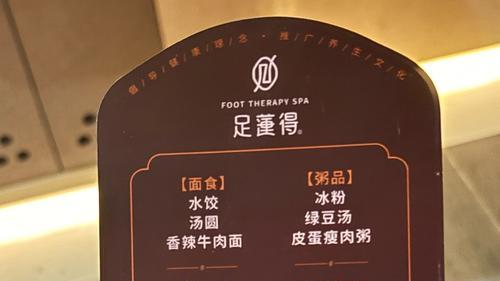 倡/导/健/康/理/念 · 推/广/养/生/文/化
FOOT THERAPY SPA
足蓮得®
【面食】
水饺
汤圆
香辣牛肉面
【粥品】
冰粉
绿豆汤
皮蛋瘦肉粥